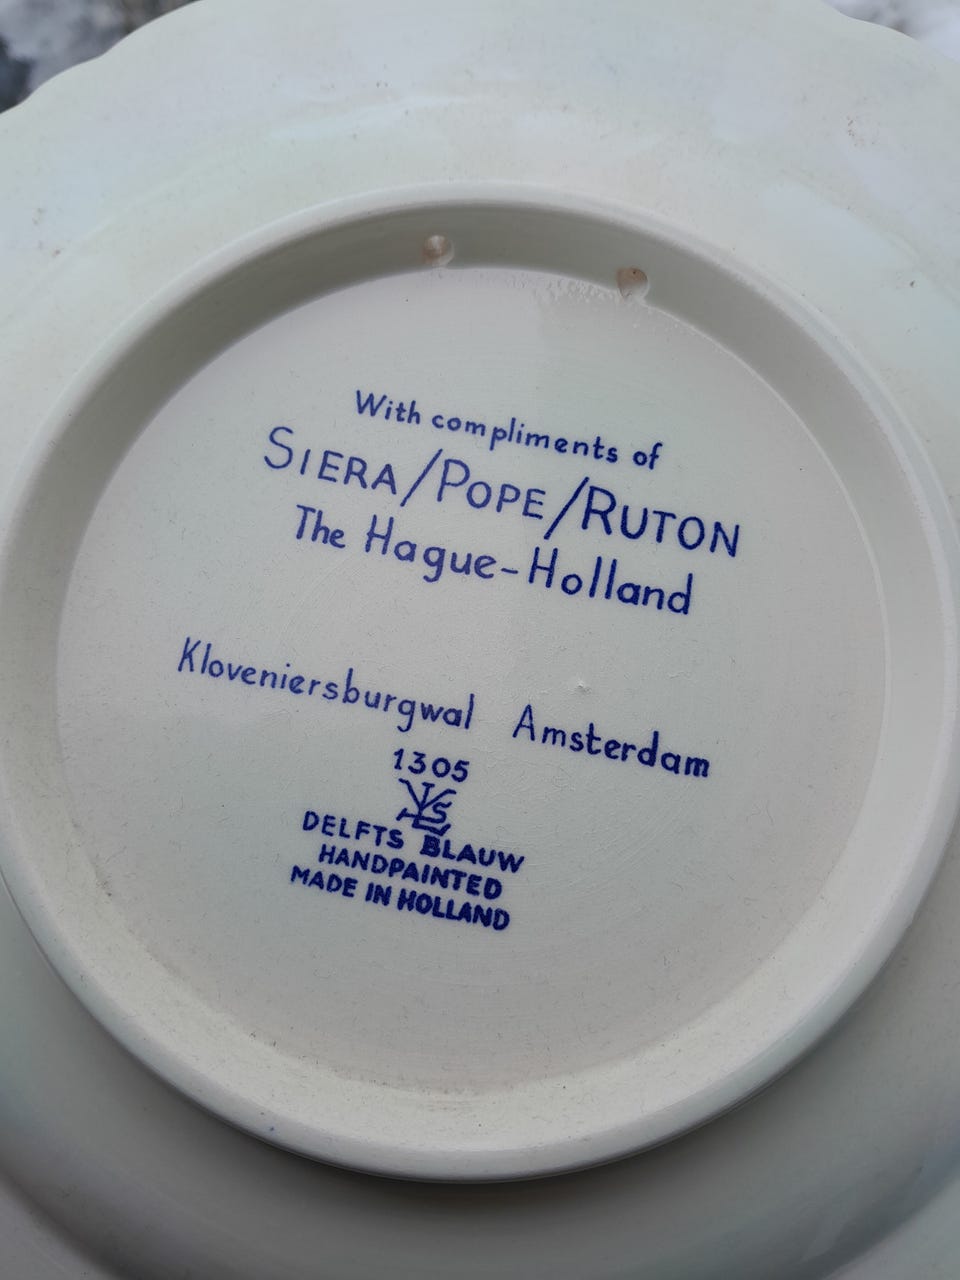 With compliments of
SIERA/POPE/RUTON
The Hague-Holland
Kloveniersburgwal Amsterdam
1305
DELFTS BLAUW
HANDPAINTED
MADE IN HOLLAND